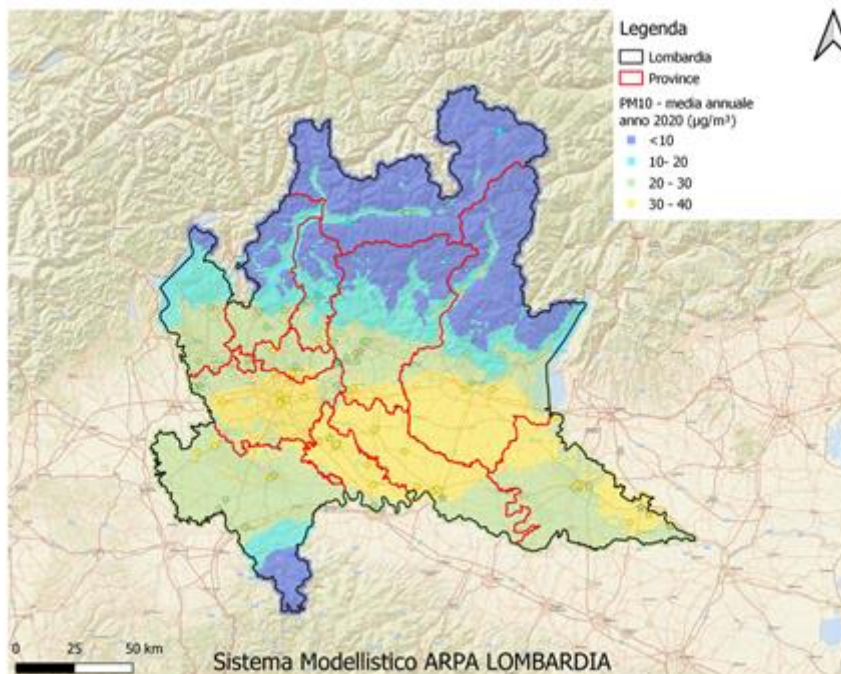 Legenda
Lombardia
Province
PM10 - media annuale
anno 2020 (µg/m³)
<10
10- 20
20 - 30
30 - 40
0 25 50 km
Sistema Modellistico ARPA LOMBARDIA